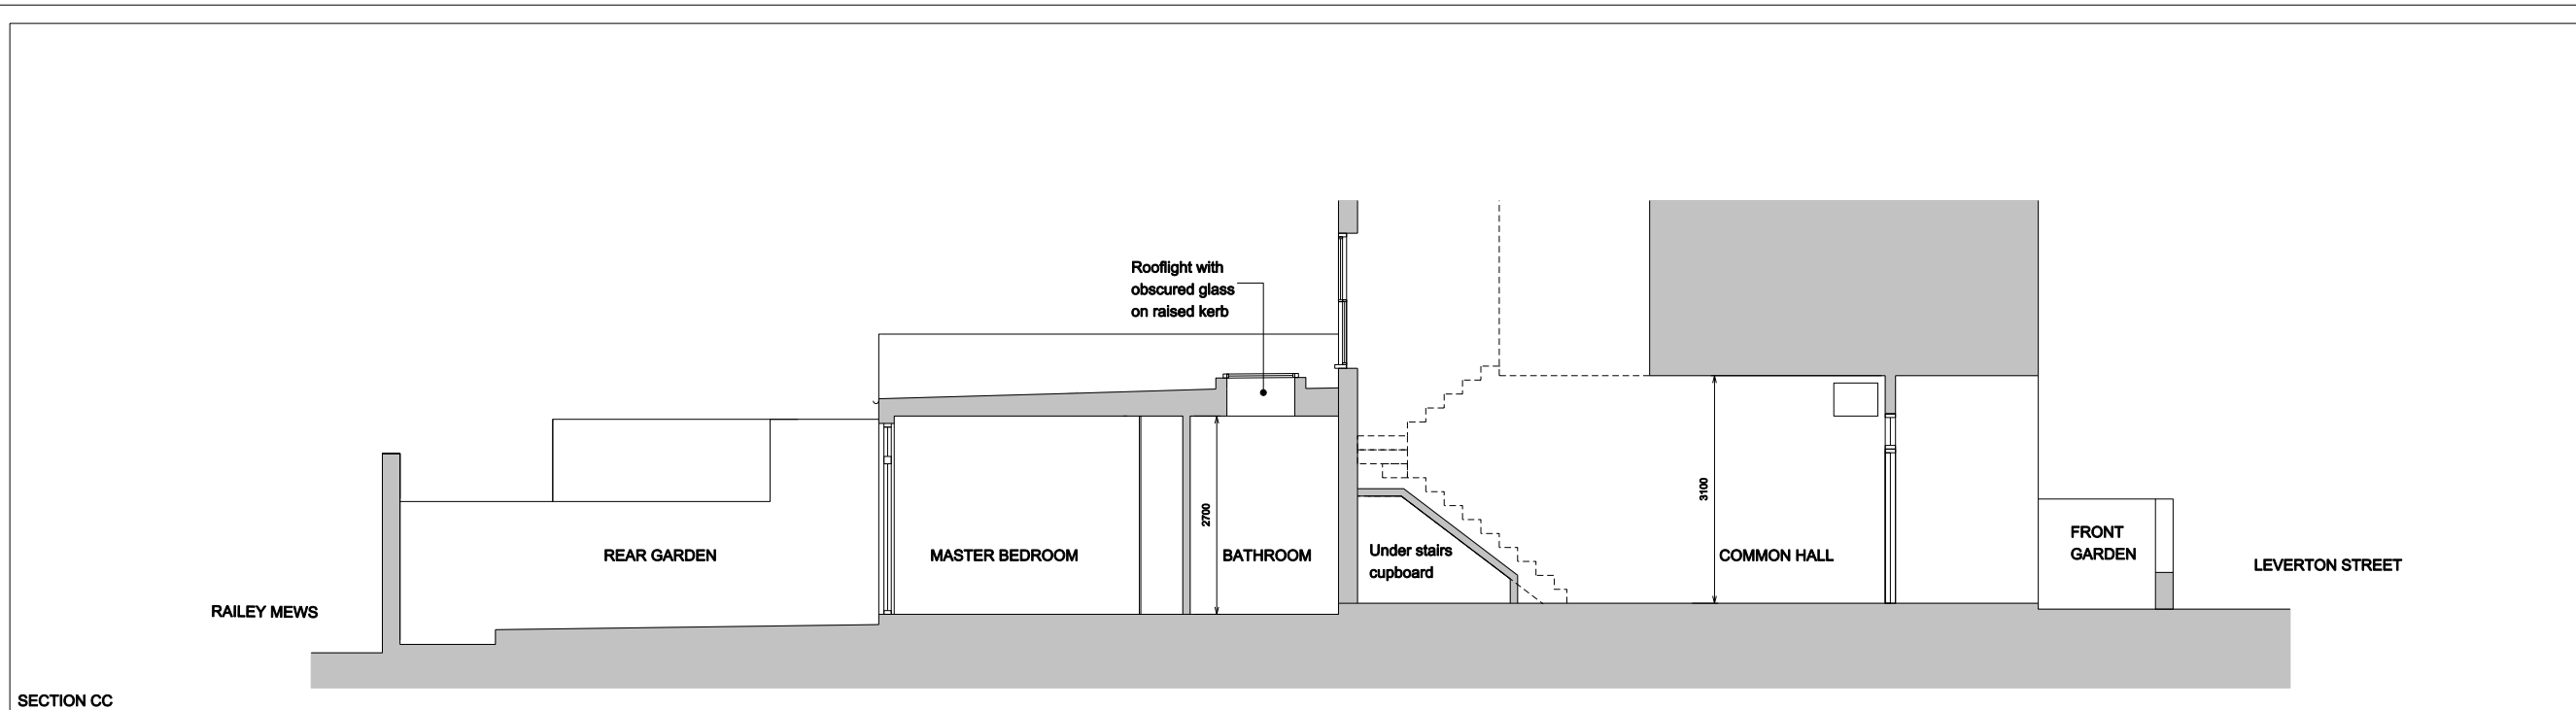 Rooflight with
obscured glass
on raised kerb
2700
3100
REAR GARDEN
MASTER BEDROOM
BATHROOM
Under stairs
cupboard
COMMON HALL
FRONT
GARDEN
LEVERTON STREET
RAILEY MEWS
SECTION CC